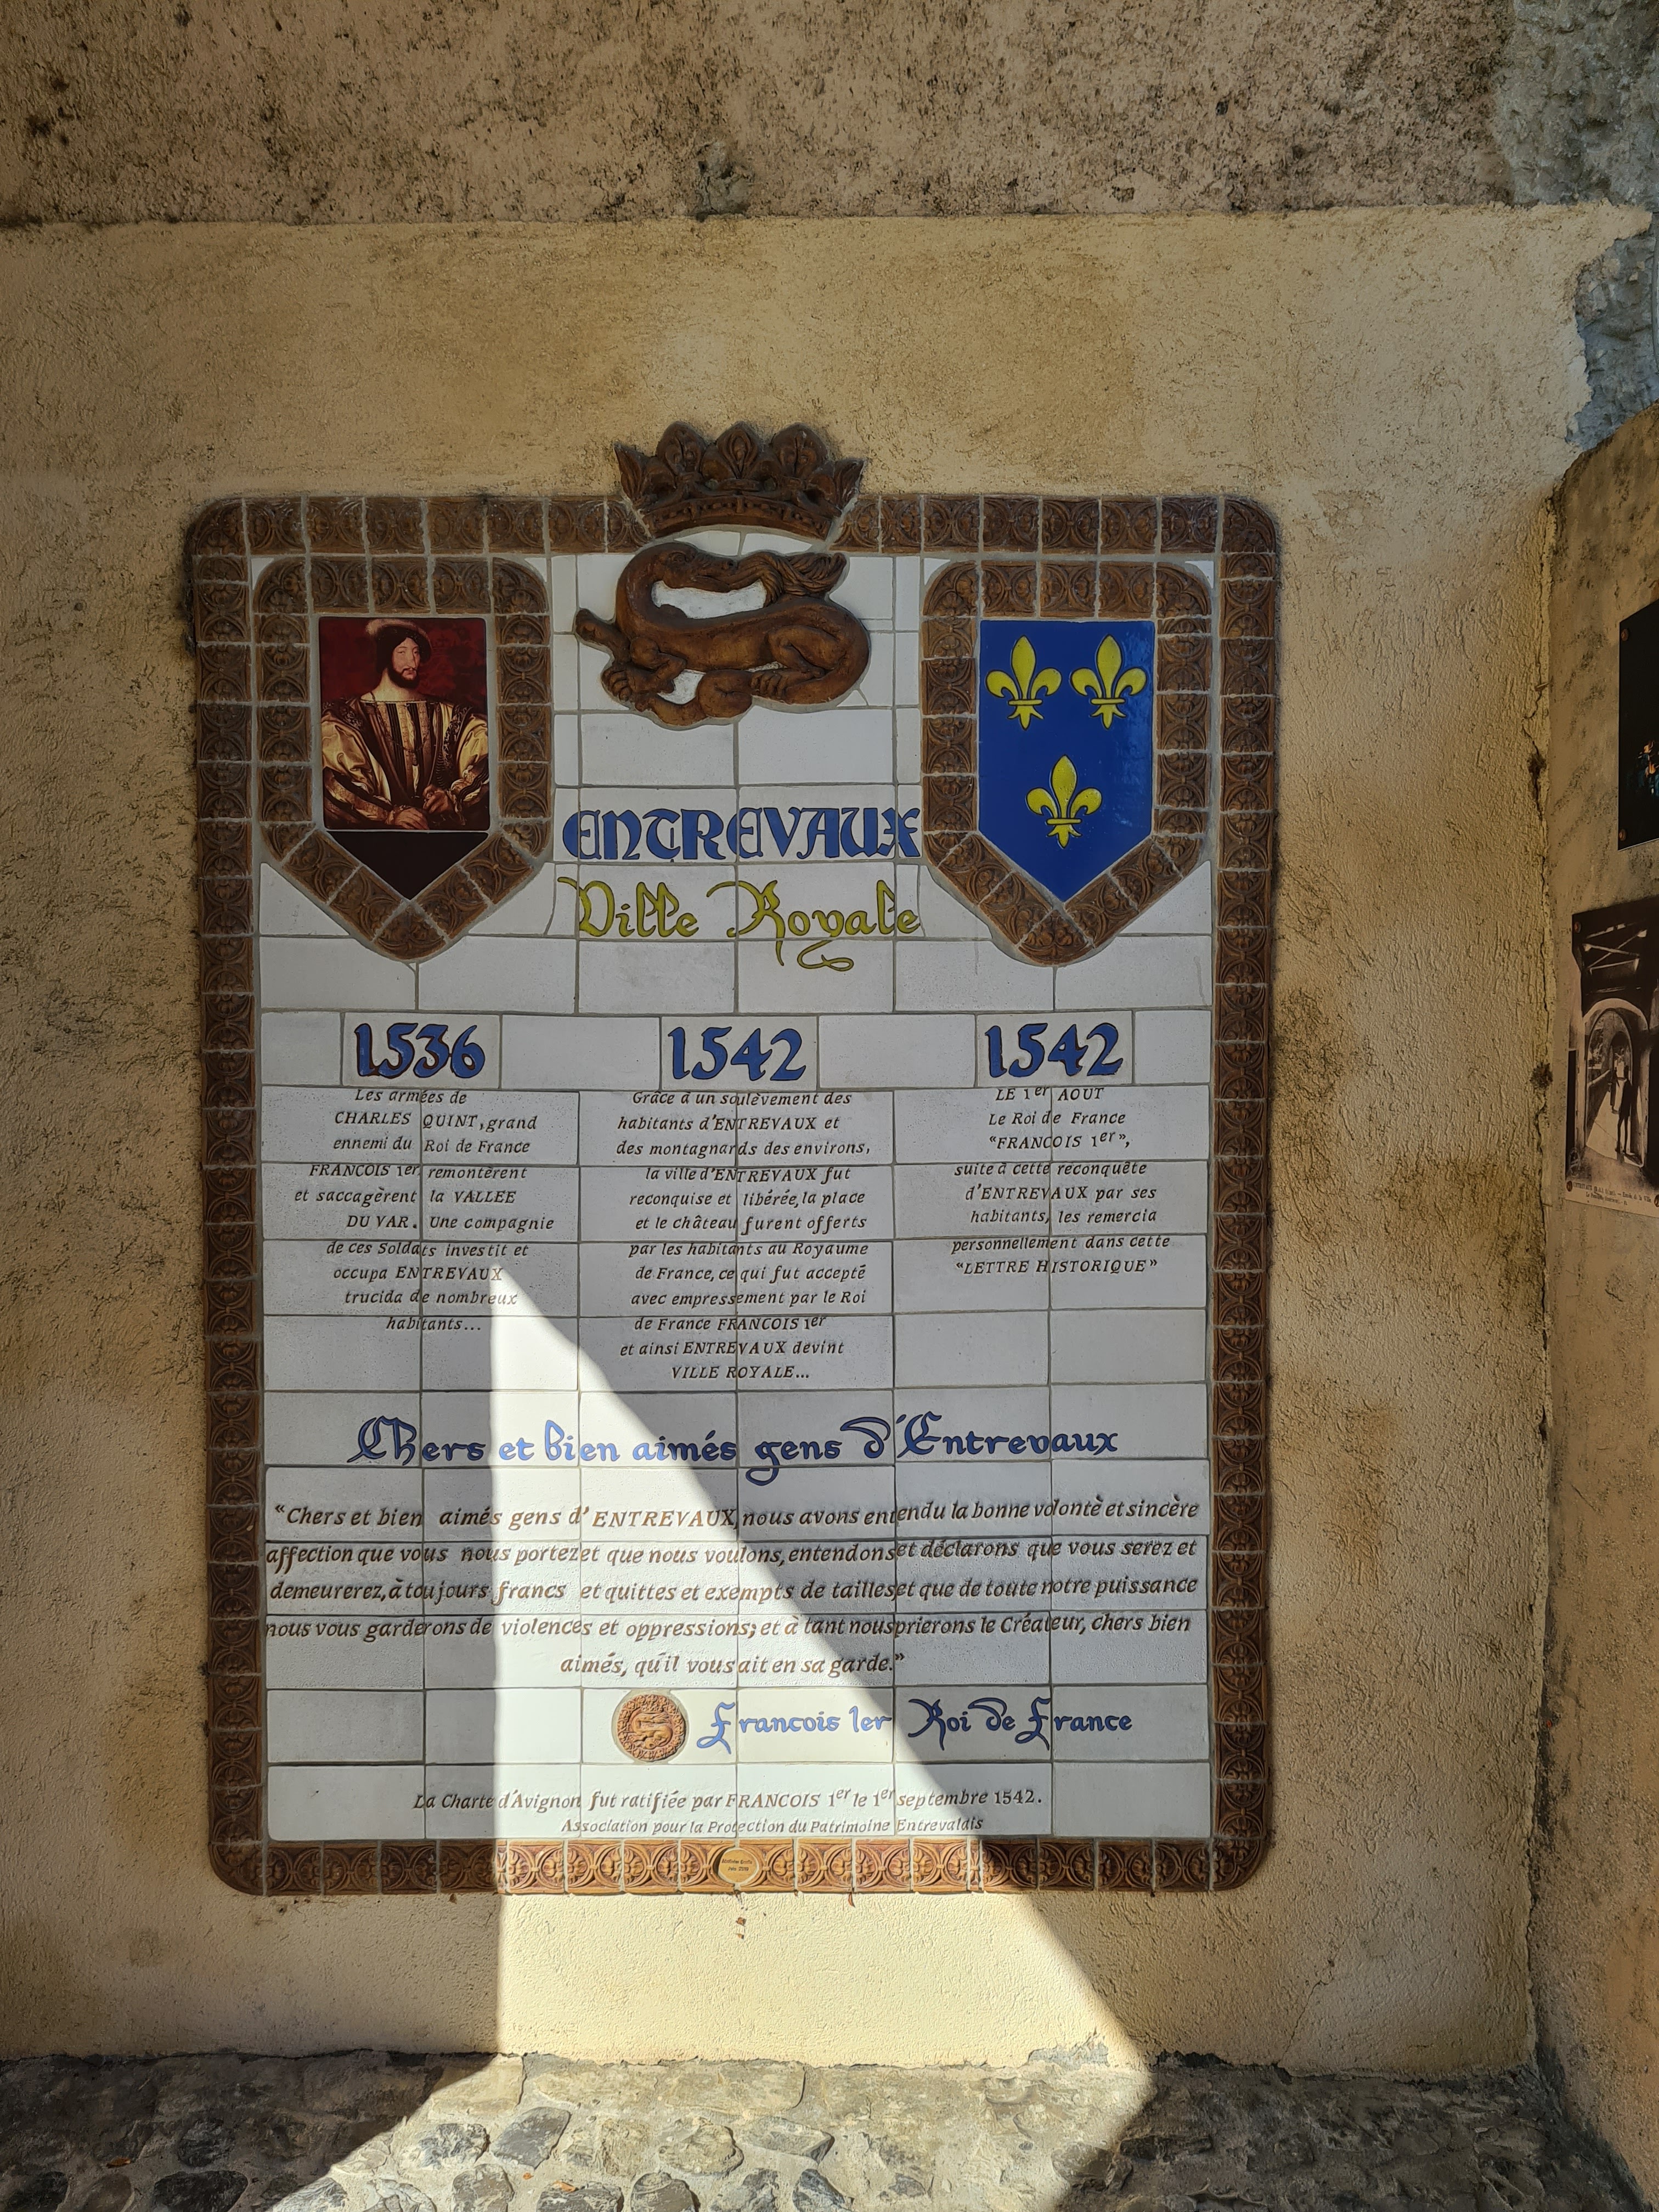 ENTREVAUX
Ville Royale
1536
Les armées de
CHARLES QUINT, grand
ennemi du Roi de France
FRANCOIS 1er remontèrent
et saccagèrent la VALLEE
DU VAR. Une compagnie
de ces Soldats investit et
occupa ENTREVAUX
trucida de nombreux
habitants...
1542
Grâce à un soulèvement des
habitants d'ENTREVAUX et
des montagnards des environs,
la ville d'ENTREVAUX fut
reconquise et libérée, la place
et le château furent offerts
par les habitants au Royaume
de France, ce qui fut accepté
avec empressement par le Roi
de France FRANCOIS 1er
et ainsi ENTREVAUX devint
VILLE ROYALE...
1542
LE 1er AOUT
Le Roi de France
"FRANCOIS 1er",
suite à cette reconquête
d'ENTREVAUX par ses
habitants, les remercia
personnellement dans cette
"LETTRE HISTORIQUE"
Chers et bien aimés gens d'Entrevaux
"Chers et bien aimés gens d'ENTREVAUX, nous avons entendu la bonne volontè et sincère
affection que vous nous portez et que nous voulons, entendons et déclarons que vous serez et
demeurerez, à toujours francs et quittes et exempts de tailles et que de toute notre puissance
nous vous garderons de violences et oppressions; et à tant nous prierons le Créateur, chers bien
aimés, qu'il vous ait en sa garde."
Francois 1er Roi de France
La Charte d'Avignon fut ratifiée par FRANCOIS 1er le 1er septembre 1542.
Association pour la Protection du Patrimoine Entrevalais